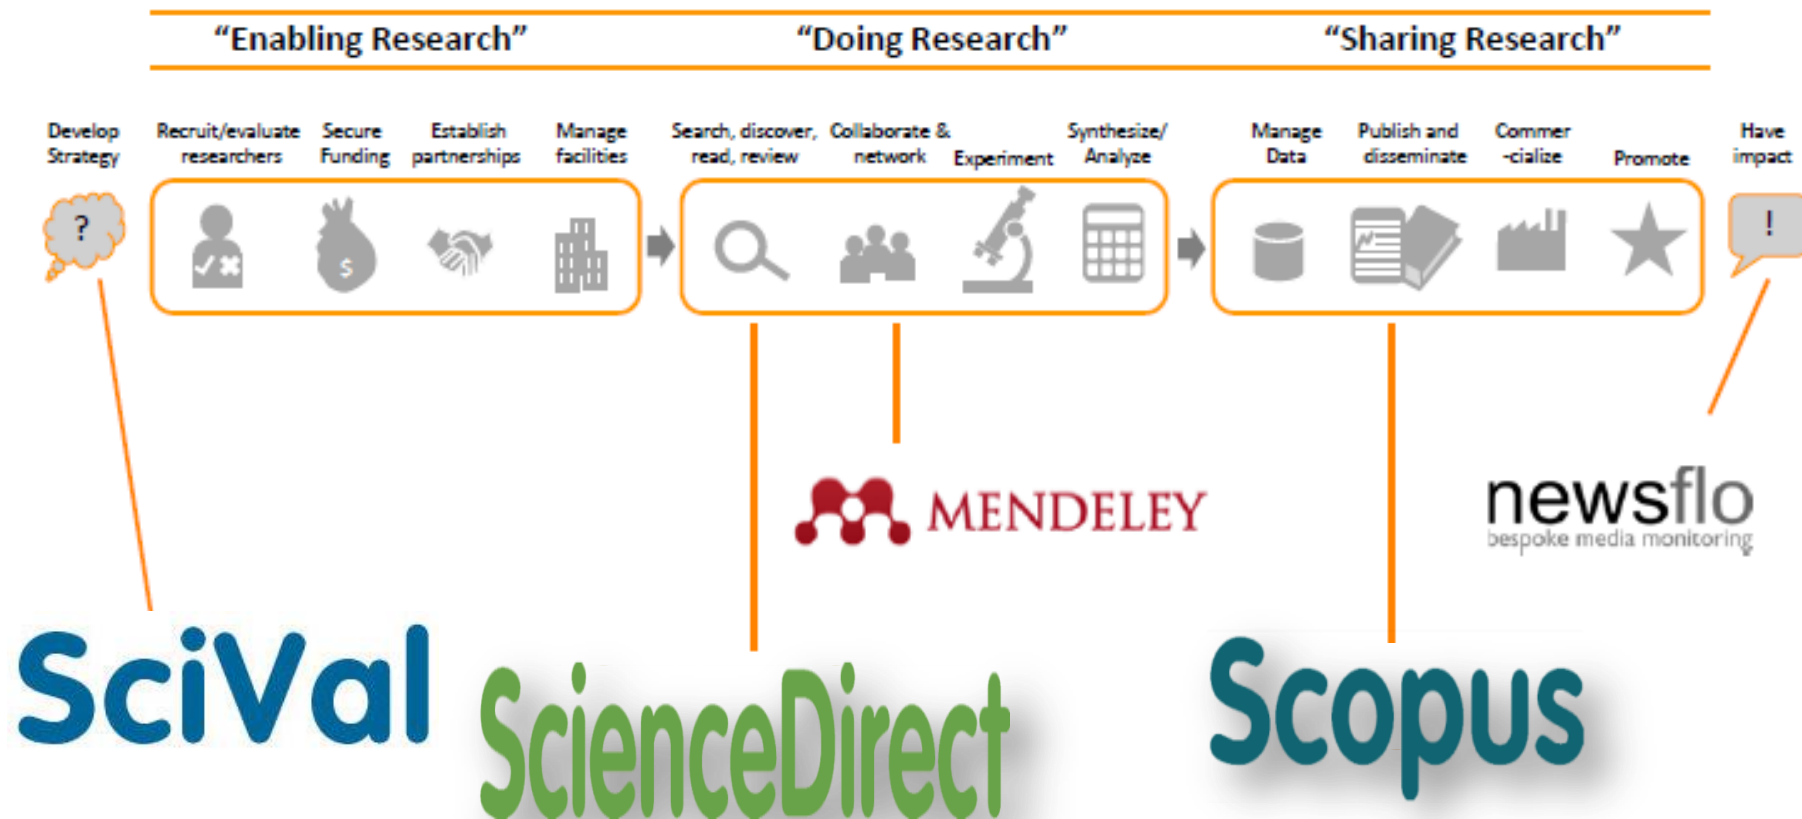 “Enabling Research”
“Doing Research”
“Sharing Research”
Develop
Strategy
Recruit/evaluate
researchers
Secure
Funding
Establish
partnerships
Manage
facilities
Search, discover,
read, review
Collaborate &
network
Experiment
Synthesize/
Analyze
Manage
Data
Publish and
disseminate
Commer
-cialize
Promote
Have
impact
?
$
!
MENDELEY
newsflo
bespoke media monitoring
SciVal
ScienceDirect
Scopus